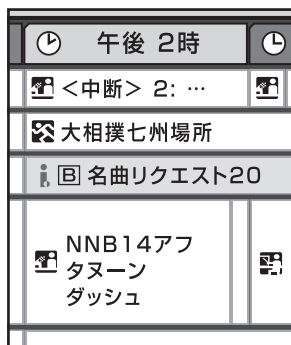 午後 2時
<中断> 2: …
大相撲七州場所
B 名曲リクエスト20
NNB14アフ
タヌーン
ダッシュ